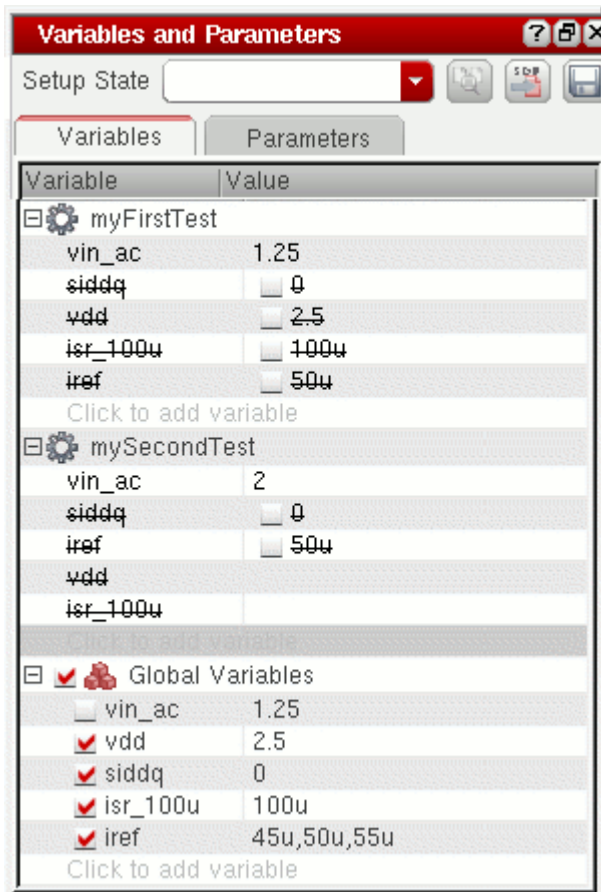 Variables and Parameters
Setup State
Variables Parameters
Variable Value
myFirstTest
vin_ac 1.25
siddq 0
vdd 2.5
isr_100u 100u
iref 50u
Click to add variable
mySecondTest
vin_ac 2
siddq 0
iref 50u
vdd
isr_100u
Click to add variable
Global Variables
vin_ac 1.25
vdd 2.5
siddq 0
isr_100u 100u
iref 45u,50u,55u
Click to add variable